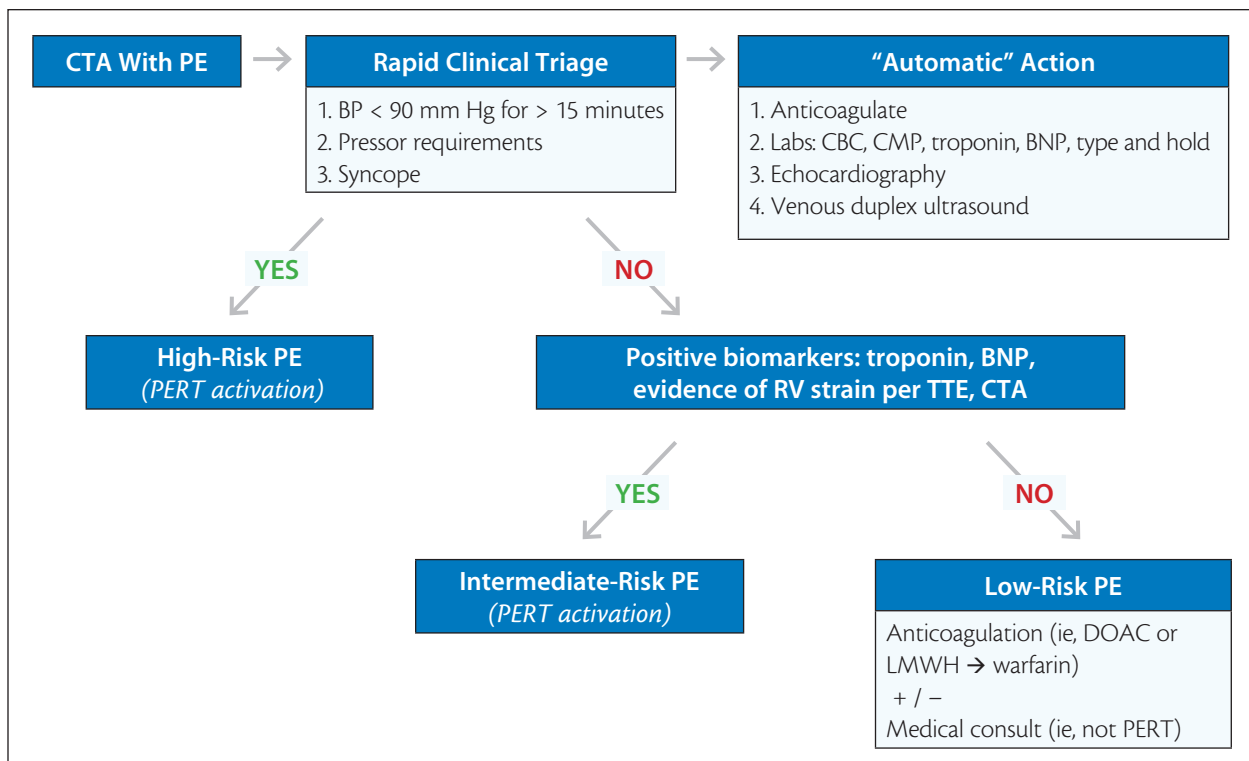 CTA With PE
Rapid Clinical Triage
1. BP < 90 mm Hg for > 15 minutes
2. Pressor requirements
3. Syncope
“Automatic” Action
1. Anticoagulate
2. Labs: CBC, CMP, troponin, BNP, type and hold
3. Echocardiography
4. Venous duplex ultrasound
YES
NO
High-Risk PE
(PERT activation)
Positive biomarkers: troponin, BNP,
evidence of RV strain per TTE, CTA
YES
NO
Intermediate-Risk PE
(PERT activation)
Low-Risk PE
Anticoagulation (ie, DOAC or
LMWH → warfarin)
+ / –
Medical consult (ie, not PERT)